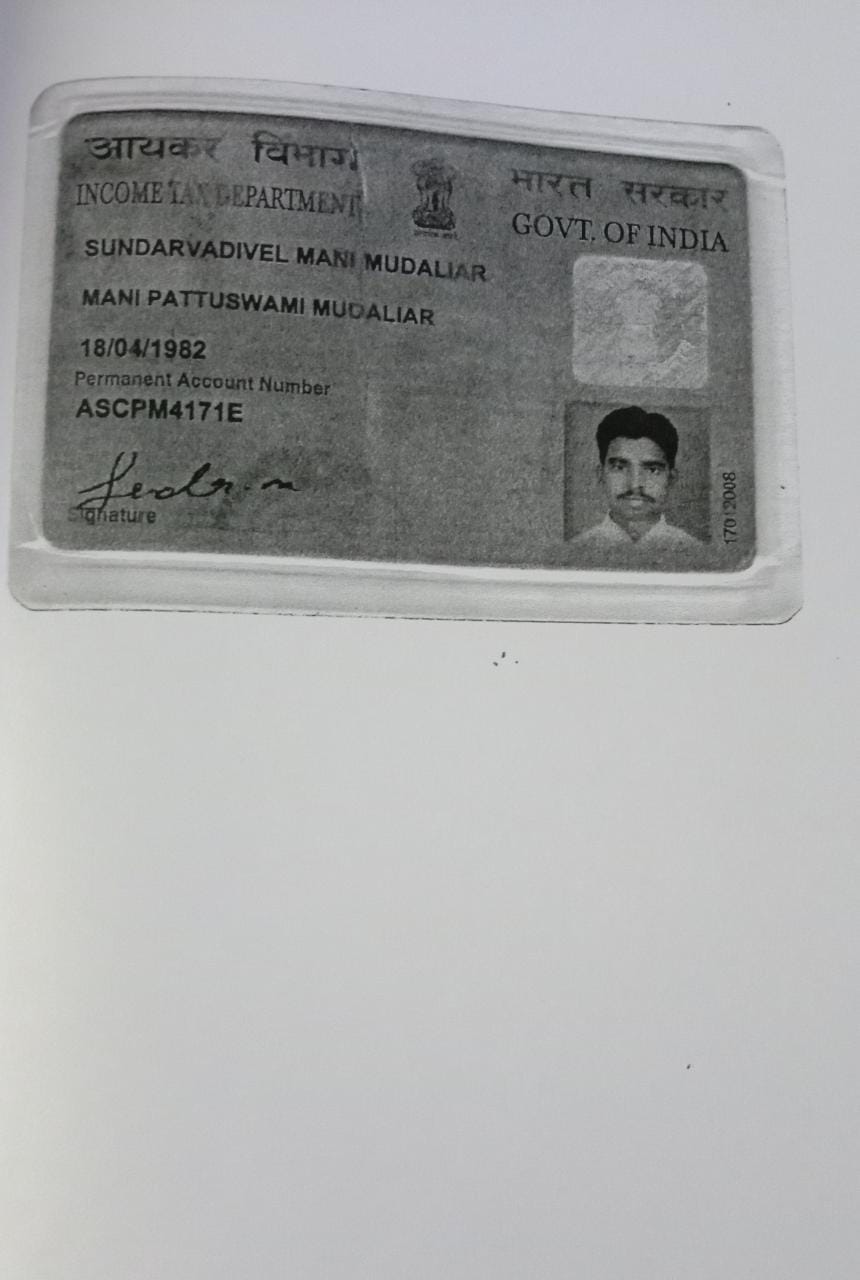 आयकर विभाग
भारत सरकार
INCOME TAX DEPARTMENT
GOVT. OF INDIA
SUNDARVADIVEL MANI MUDALIAR
MANI PATTUSWAMI MUDALIAR
18/04/1982
Permanent Account Number
ASCPM4171E
Signature
17012008